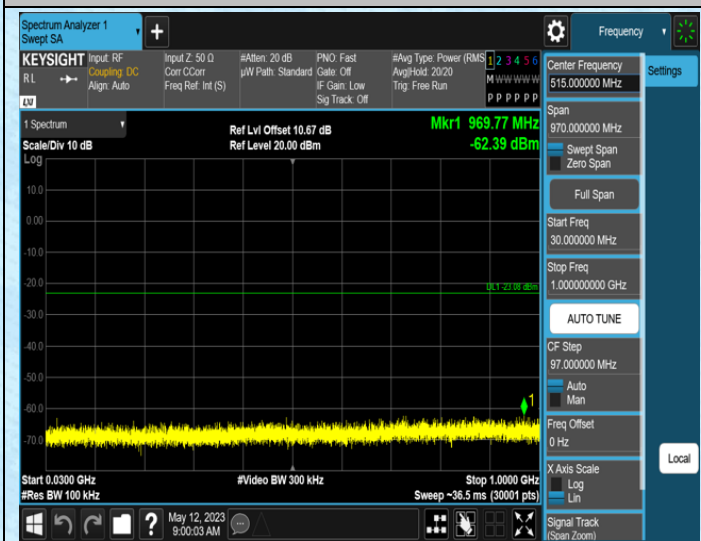 Spectrum Analyzer 1
Swept SA
Frequency
KEYSIGHT
RL
LXI
Input: RF
Coupling: DC
Align: Auto
Input Z: 50 Ω
Corr CCorr
Freq Ref: Int (S)
#Atten: 20 dB
µW Path: Standard
PNO: Fast
Gate: Off
IF Gain: Low
Sig Track: Off
#Avg Type: Power (RMS
Avg|Hold: 20/20
Trig: Free Run
1 2 3 4 5 6
M W W W W W
P P P P P P
1 Spectrum
Scale/Div 10 dB
Ref Lvl Offset 10.67 dB
Ref Level 20.00 dBm
Mkr1 969.77 MHz
-62.39 dBm
Log
10.0
0.00
-10.0
-20.0
DL1 -23.08 dBm
-30.0
-40.0
-50.0
-60.0
1
-70.0
Start 0.0300 GHz
#Res BW 100 kHz
#Video BW 300 kHz
Stop 1.0000 GHz
Sweep ~36.5 ms (30001 pts)
Center Frequency
515.000000 MHz
Settings
Span
970.000000 MHz
Swept Span
Zero Span
Full Span
Start Freq
30.000000 MHz
Stop Freq
1.000000000 GHz
AUTO TUNE
CF Step
97.000000 MHz
Auto
Man
Freq Offset
0 Hz
X Axis Scale
Log
Lin
Local
Signal Track
(Span Zoom)
?
May 12, 2023
9:00:03 AM